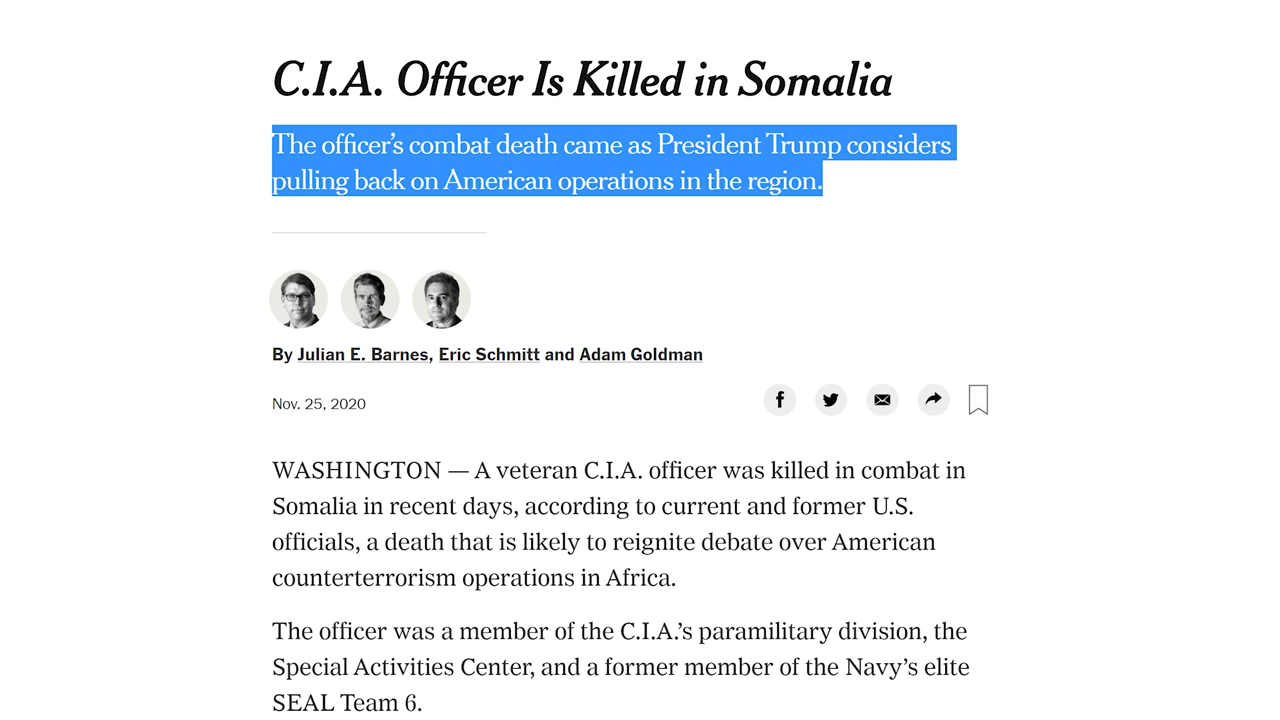 C.I.A. Officer Is Killed in Somalia
The officer’s combat death came as President Trump considers
pulling back on American operations in the region.
By Julian E. Barnes, Eric Schmitt and Adam Goldman
Nov. 25, 2020
WASHINGTON — A veteran C.I.A. officer was killed in combat in
Somalia in recent days, according to current and former U.S.
officials, a death that is likely to reignite debate over American
counterterrorism operations in Africa.
The officer was a member of the C.I.A.’s paramilitary division, the
Special Activities Center, and a former member of the Navy’s elite
SEAL Team 6.